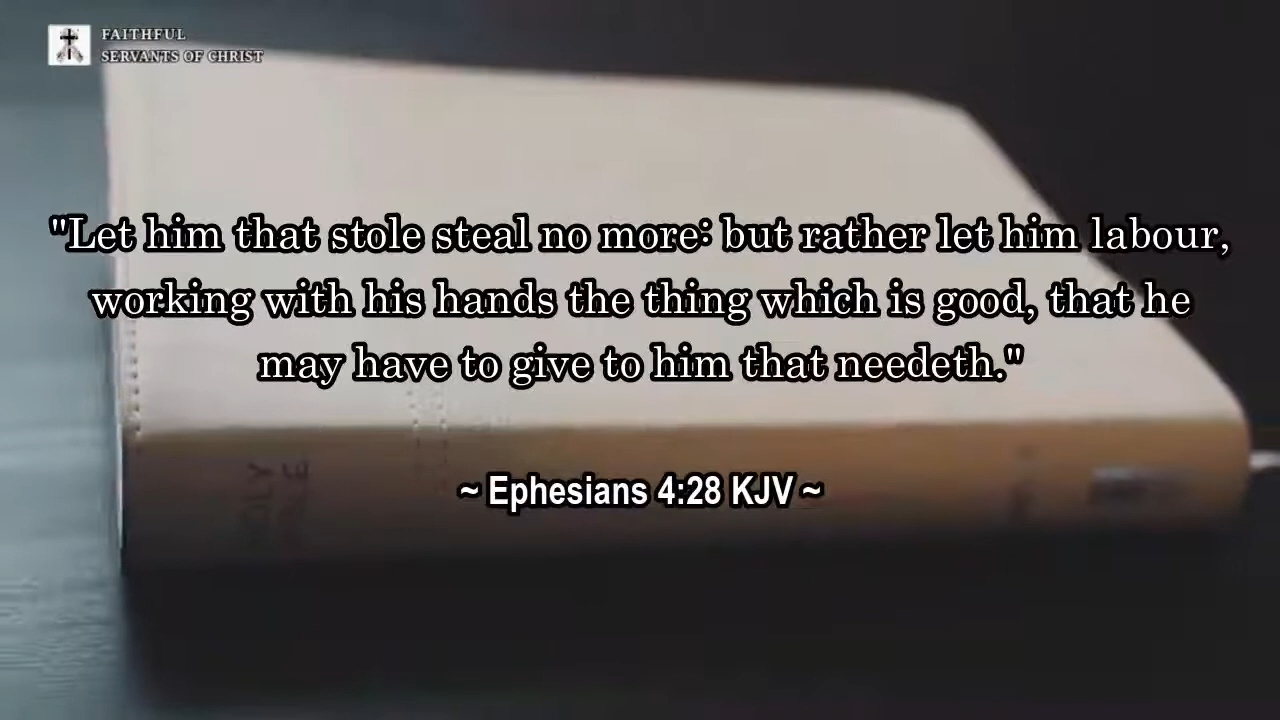 FAITHFUL
SERVANTS OF CHRIST
"Let him that stole steal no more: but rather let him labour,
working with his hands the thing which is good, that he
may have to give to him that needeth."
~ Ephesians 4:28 KJV ~
HOLY